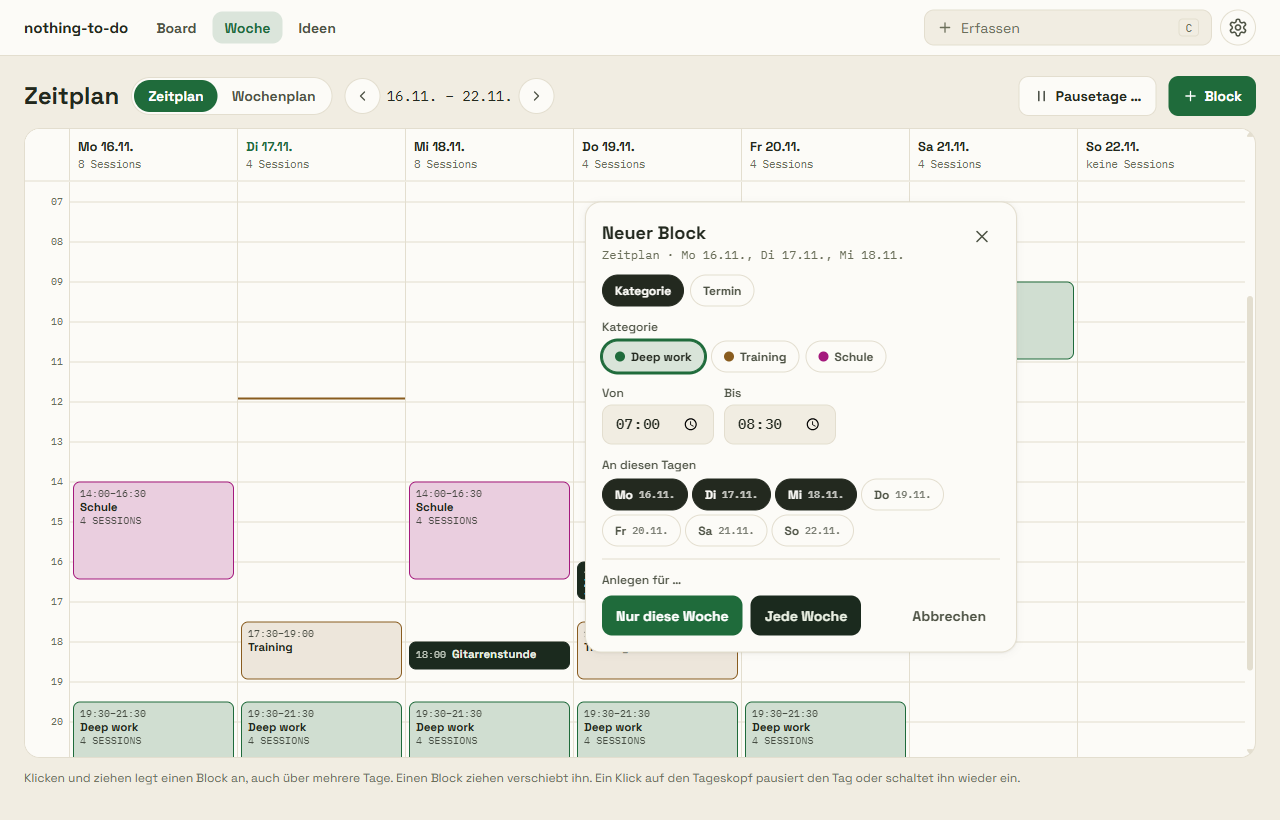 nothing-to-do Board Woche Ideen Erfassen C
Zeitplan Zeitplan Wochenplan 16.11. – 22.11. Pausetage … Block
Mo 16.11. Di 17.11. Mi 18.11. Do 19.11. Fr 20.11. Sa 21.11. So 22.11.
8 Sessions 4 Sessions 8 Sessions 4 Sessions 4 Sessions 4 Sessions keine Sessions
07
08
09
10
11
12
13
14
15
16
17
18
19
20
14:00–16:30
Schule
4 SESSIONS
14:00–16:30
Schule
4 SESSIONS
17:30–19:00
Training
18:00 Gitarrenstunde
19:30–21:30
Deep work
4 SESSIONS
19:30–21:30
Deep work
4 SESSIONS
19:30–21:30
Deep work
4 SESSIONS
19:30–21:30
Deep work
4 SESSIONS
19:30–21:30
Deep work
4 SESSIONS
Neuer Block
Zeitplan · Mo 16.11., Di 17.11., Mi 18.11.
Kategorie Termin
Kategorie
Deep work Training Schule
Von Bis
07:00 08:30
An diesen Tagen
Mo 16.11. Di 17.11. Mi 18.11. Do 19.11.
Fr 20.11. Sa 21.11. So 22.11.
Anlegen für …
Nur diese Woche Jede Woche Abbrechen
Klicken und ziehen legt einen Block an, auch über mehrere Tage. Einen Block ziehen verschiebt ihn. Ein Klick auf den Tageskopf pausiert den Tag oder schaltet ihn wieder ein.